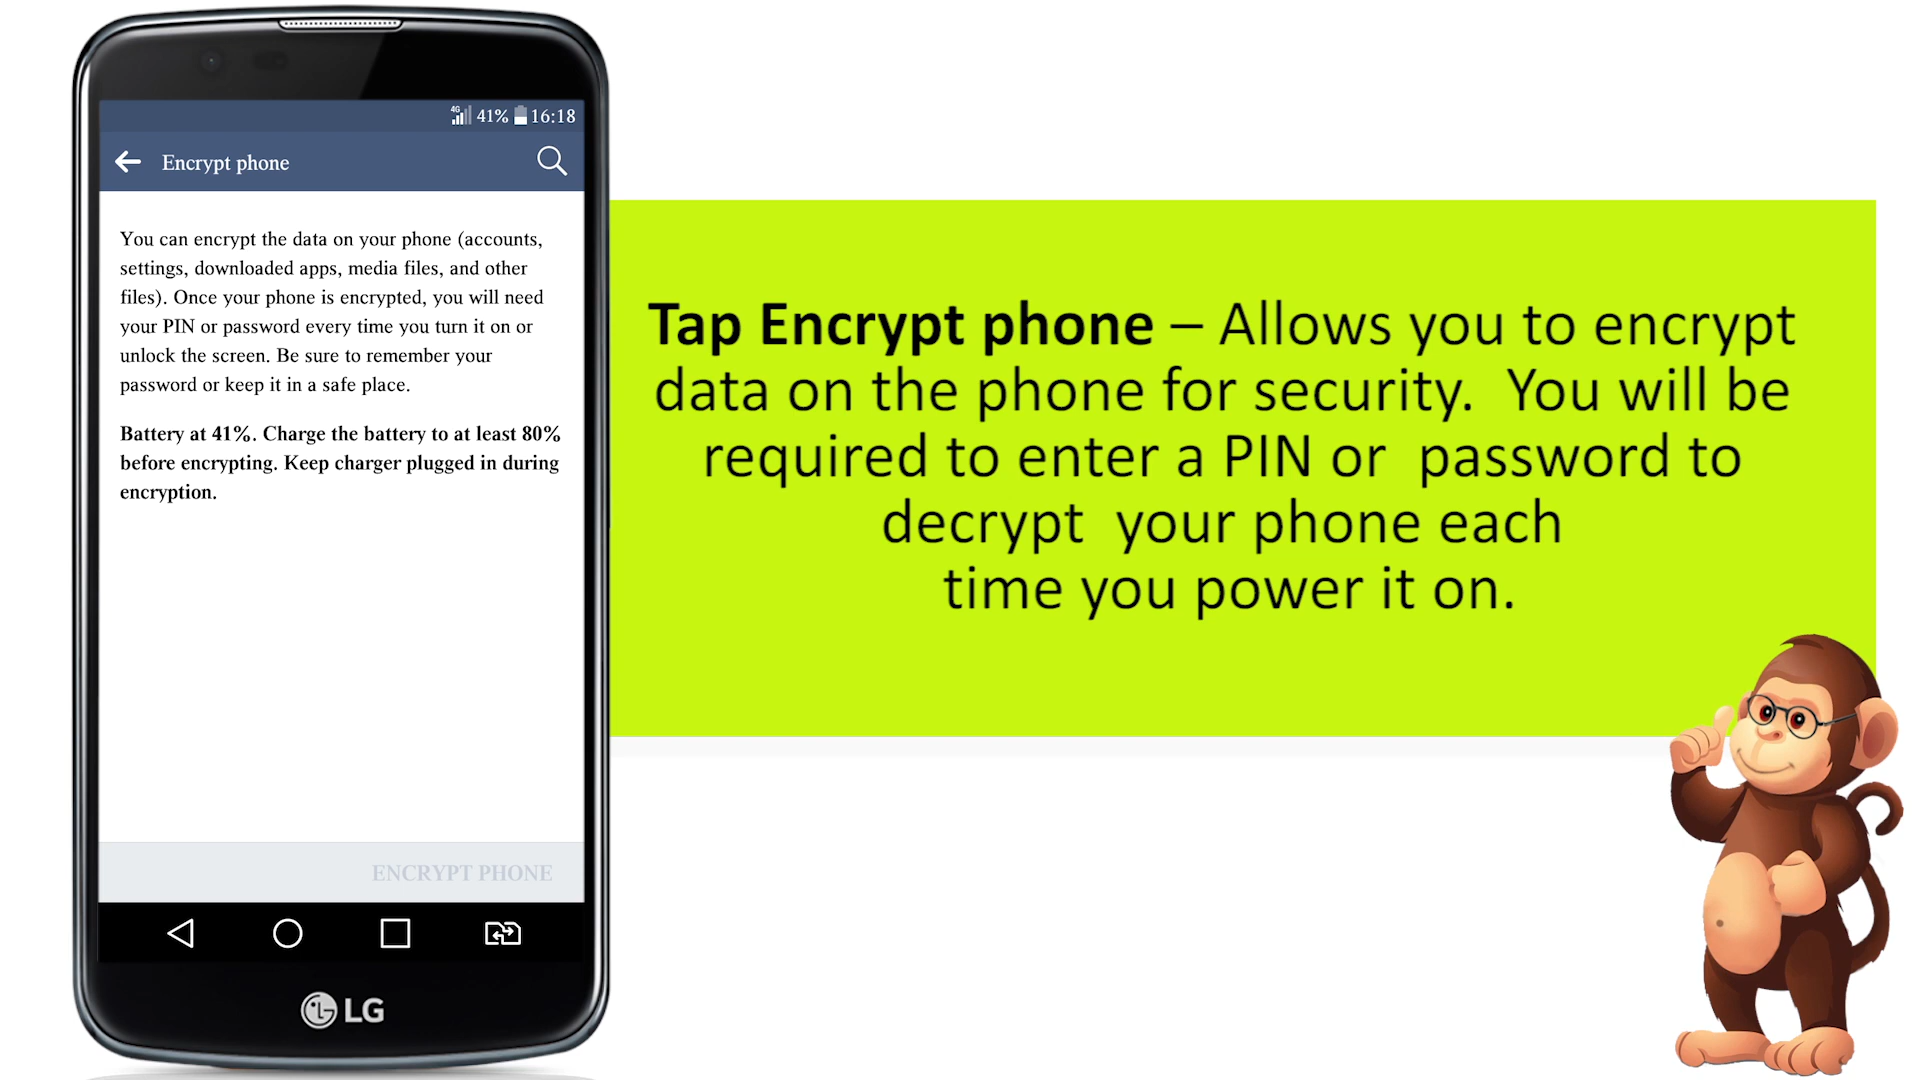 4G 41% 16:18
Encrypt phone
You can encrypt the data on your phone (accounts,
settings, downloaded apps, media files, and other
files). Once your phone is encrypted, you will need
your PIN or password every time you turn it on or
unlock the screen. Be sure to remember your
password or keep it in a safe place.
Battery at 41%. Charge the battery to at least 80%
before encrypting. Keep charger plugged in during
encryption.
ENCRYPT PHONE
LG
Tap Encrypt phone – Allows you to encrypt
data on the phone for security. You will be
required to enter a PIN or password to
decrypt your phone each
time you power it on.